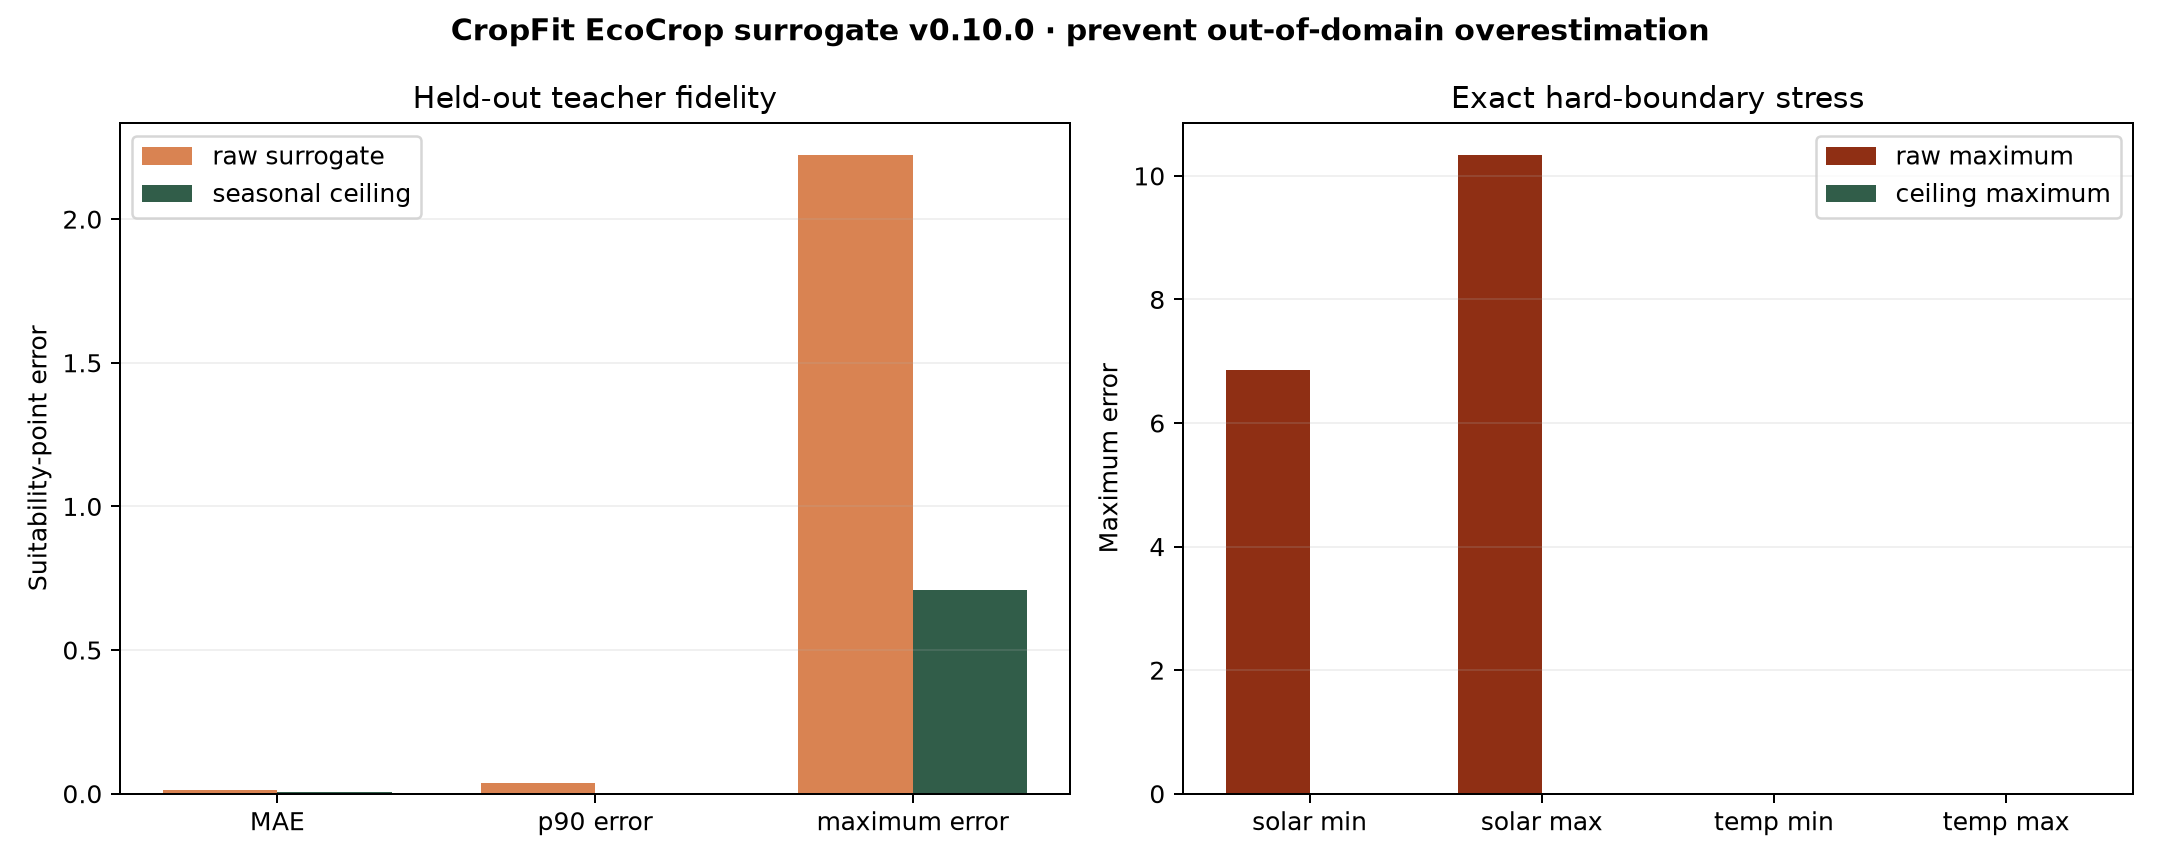 CropFit EcoCrop surrogate v0.10.0 · prevent out-of-domain overestimation
Held-out teacher fidelity
raw surrogate
seasonal ceiling
Suitability-point error
2.0
1.5
1.0
0.5
0.0
MAE
p90 error
maximum error
Exact hard-boundary stress
raw maximum
ceiling maximum
Maximum error
10
8
6
4
2
0
solar min
solar max
temp min
temp max